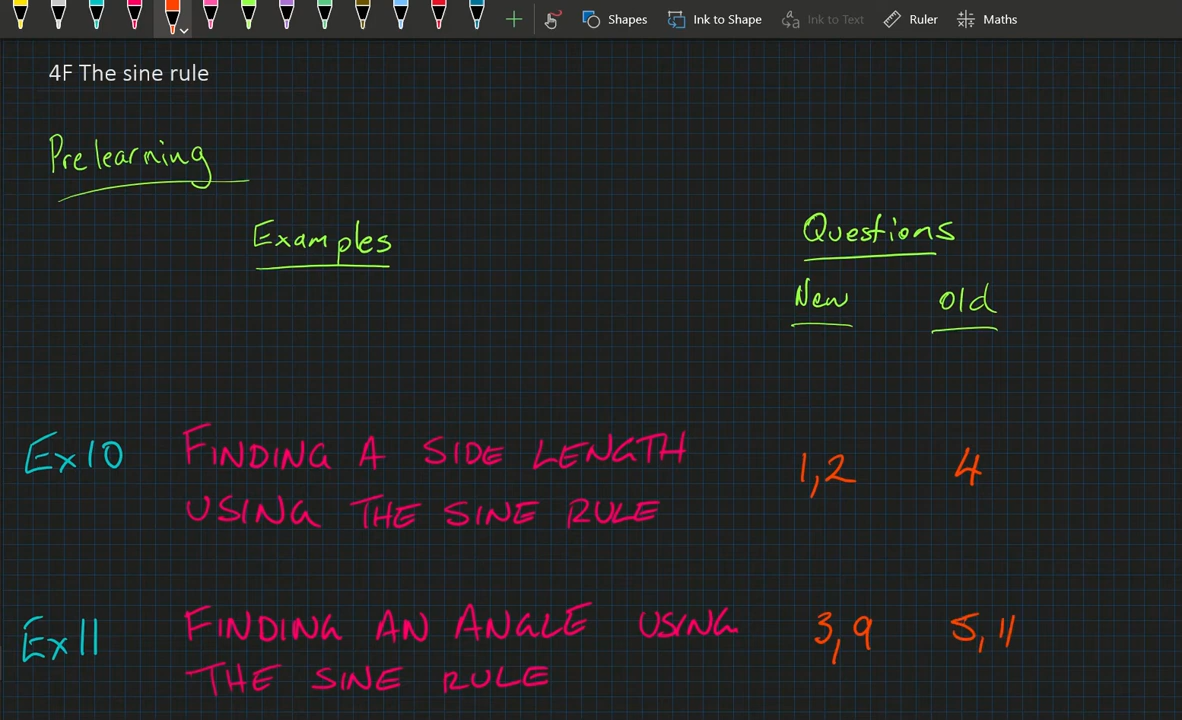 Shapes Ink to Shape Ink to Text Ruler Maths
4F The sine rule
Prelearning
Examples Questions
New Old
Ex10 FINDING A SIDE LENGTH 1,2 4
USING THE SINE RULE
Ex11 FINDING AN ANGLE USING 3,9 5,11
THE SINE RULE